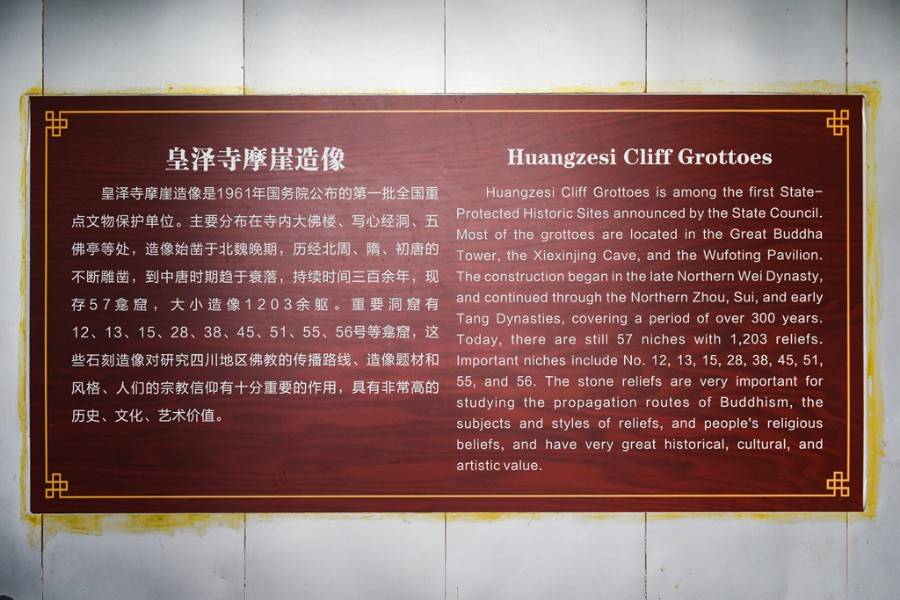 皇泽寺摩崖造像
皇泽寺摩崖造像是1961年国务院公布的第一批全国重
点文物保护单位。主要分布在寺内大佛楼、写心经洞、五
佛亭等处，造像始凿于北魏晚期，历经北周、隋、初唐的
不断雕凿，到中唐时期趋于衰落，持续时间三百余年，现
存57龛窟，大小造像1203余躯。重要洞窟有
12、13、15、28、38、45、51、55、56号等龛窟，这
些石刻造像对研究四川地区佛教的传播路线、造像题材和
风格、人们的宗教信仰有十分重要的作用，具有非常高的
历史、文化、艺术价值。
Huangzesi Cliff Grottoes
Huangzesi Cliff Grottoes is among the first State-
Protected Historic Sites announced by the State Council.
Most of the grottoes are located in the Great Buddha
Tower, the Xiexinjing Cave, and the Wufoting Pavilion.
The construction began in the late Northern Wei Dynasty,
and continued through the Northern Zhou, Sui, and early
Tang Dynasties, covering a period of over 300 years.
Today, there are still 57 niches with 1,203 reliefs.
Important niches include No. 12, 13, 15, 28, 38, 45, 51,
55, and 56. The stone reliefs are very important for
studying the propagation routes of Buddhism, the
subjects and styles of reliefs, and people's religious
beliefs, and have very great historical, cultural, and
artistic value.